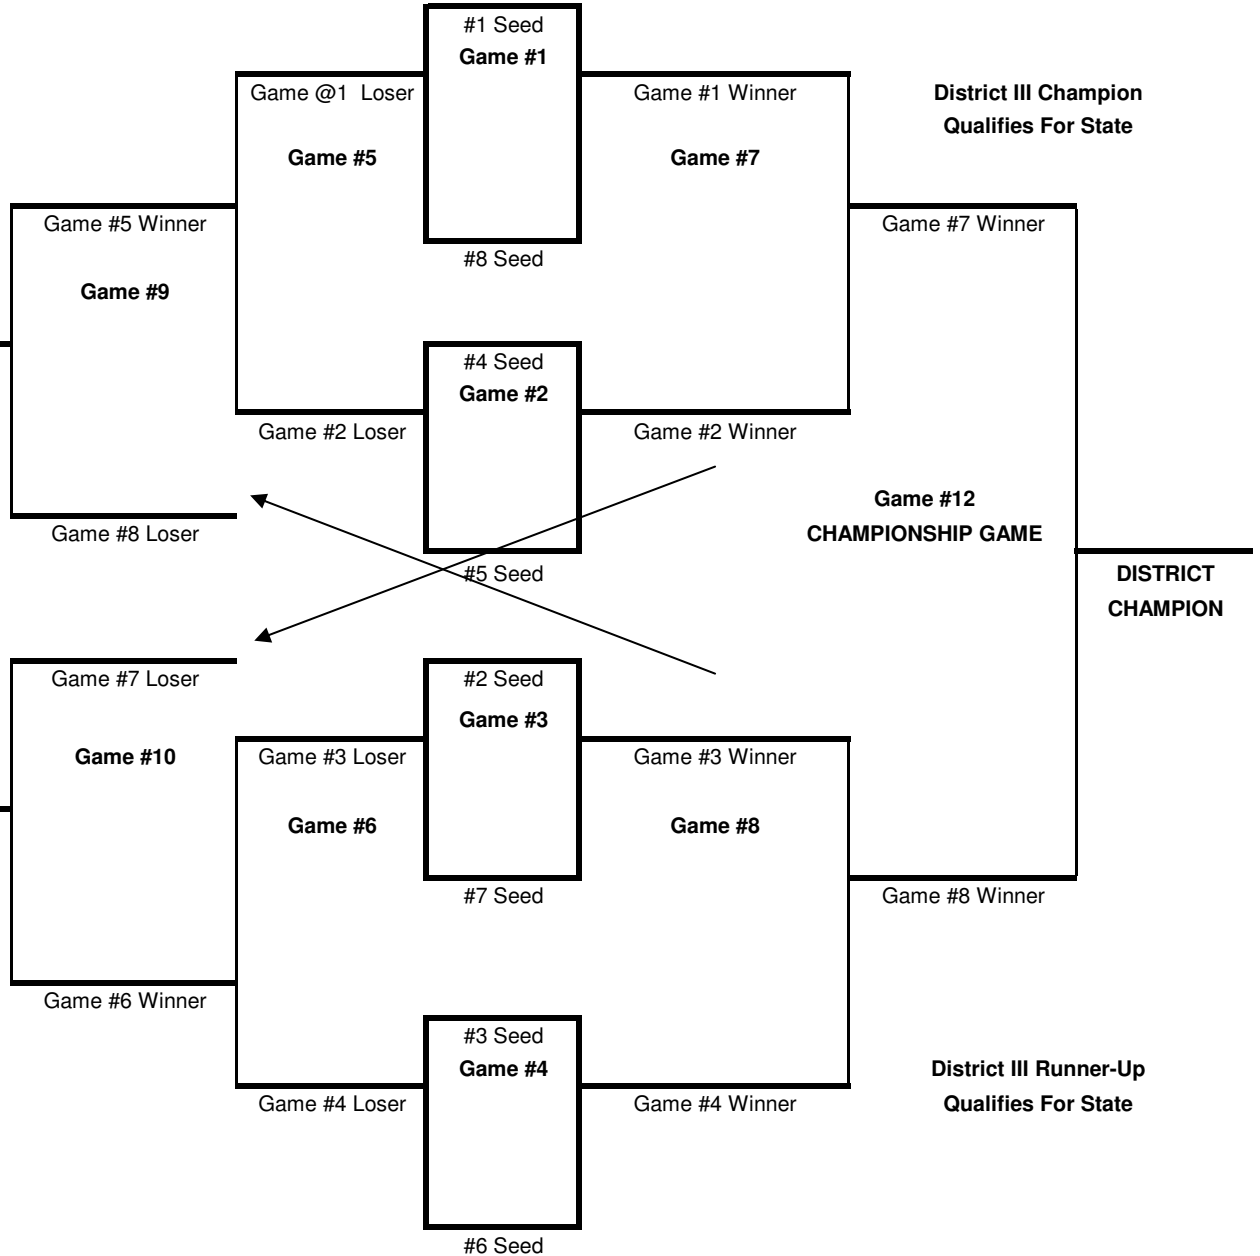 #1 Seed
Game #1
Game @1  Loser
Game #1 Winner
District III Champion
Qualifies For State
Game #5
Game #7
Game #5 Winner
Game #7 Winner
#8 Seed
Game #9
#4 Seed
Game #2
Game #2 Loser
Game #2 Winner
Game #12
CHAMPIONSHIP GAME
Game #8 Loser
#5 Seed
DISTRICT
CHAMPION
Game #7 Loser
#2 Seed
Game #3
Game #10
Game #3 Loser
Game #3 Winner
Game #6
Game #8
#7 Seed
Game #8 Winner
Game #6 Winner
#3 Seed
Game #4
District III Runner-Up
Qualifies For State
Game #4 Loser
Game #4 Winner
#6 Seed